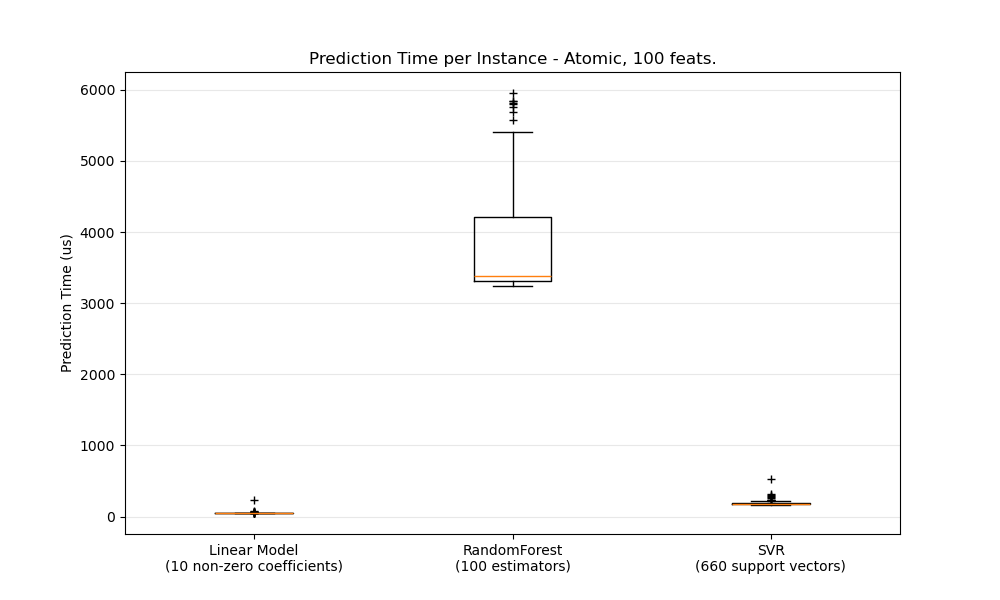 Prediction Time per Instance - Atomic, 100 feats.
Prediction Time (us)
6000
5000
4000
3000
2000
1000
0
Linear Model
(10 non-zero coefficients)
RandomForest
(100 estimators)
SVR
(660 support vectors)